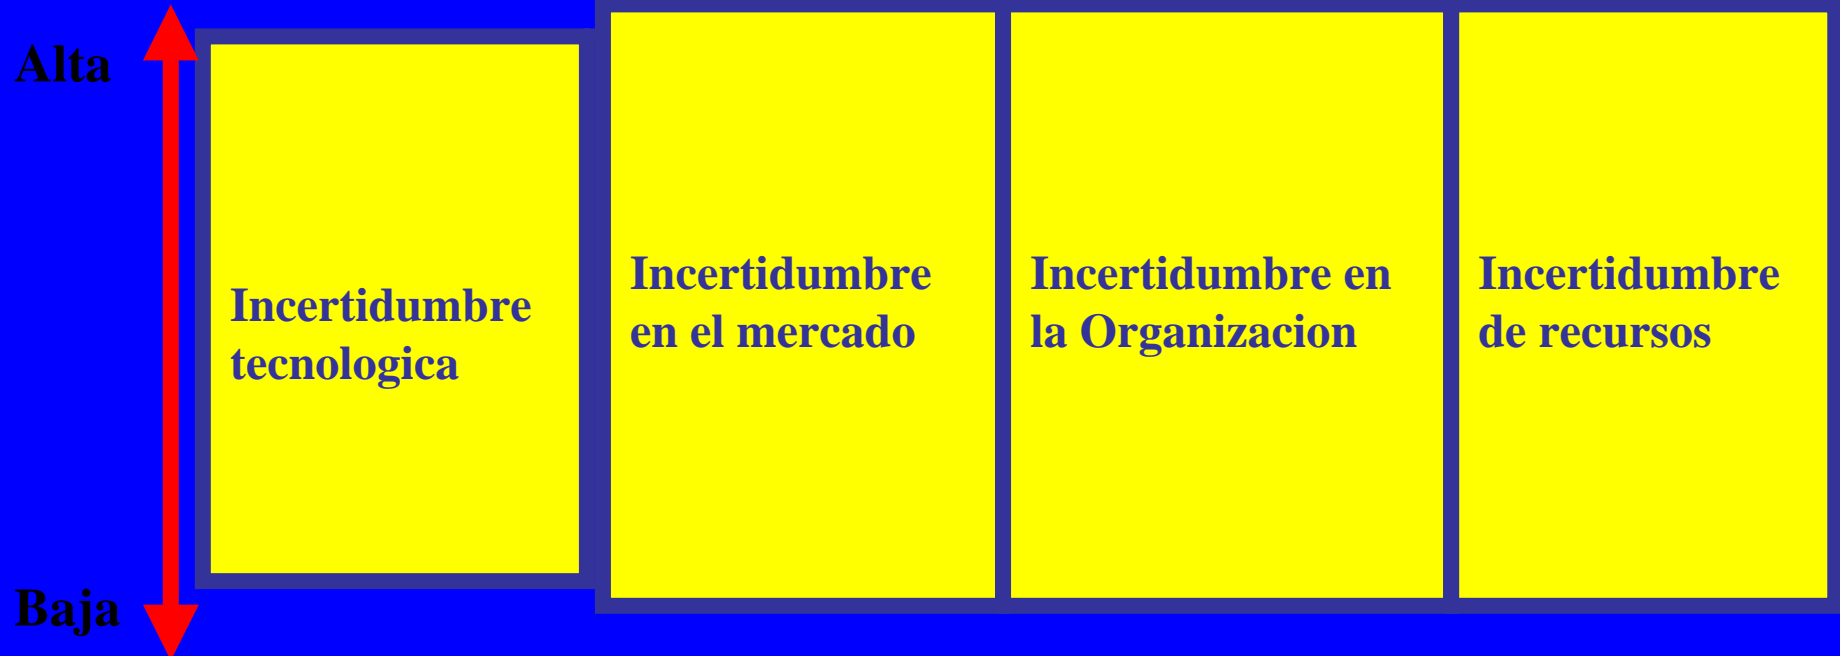 Alta
Incertidumbre
tecnologica
Incertidumbre
en el mercado
Incertidumbre en
la Organizacion
Incertidumbre
de recursos
Baja